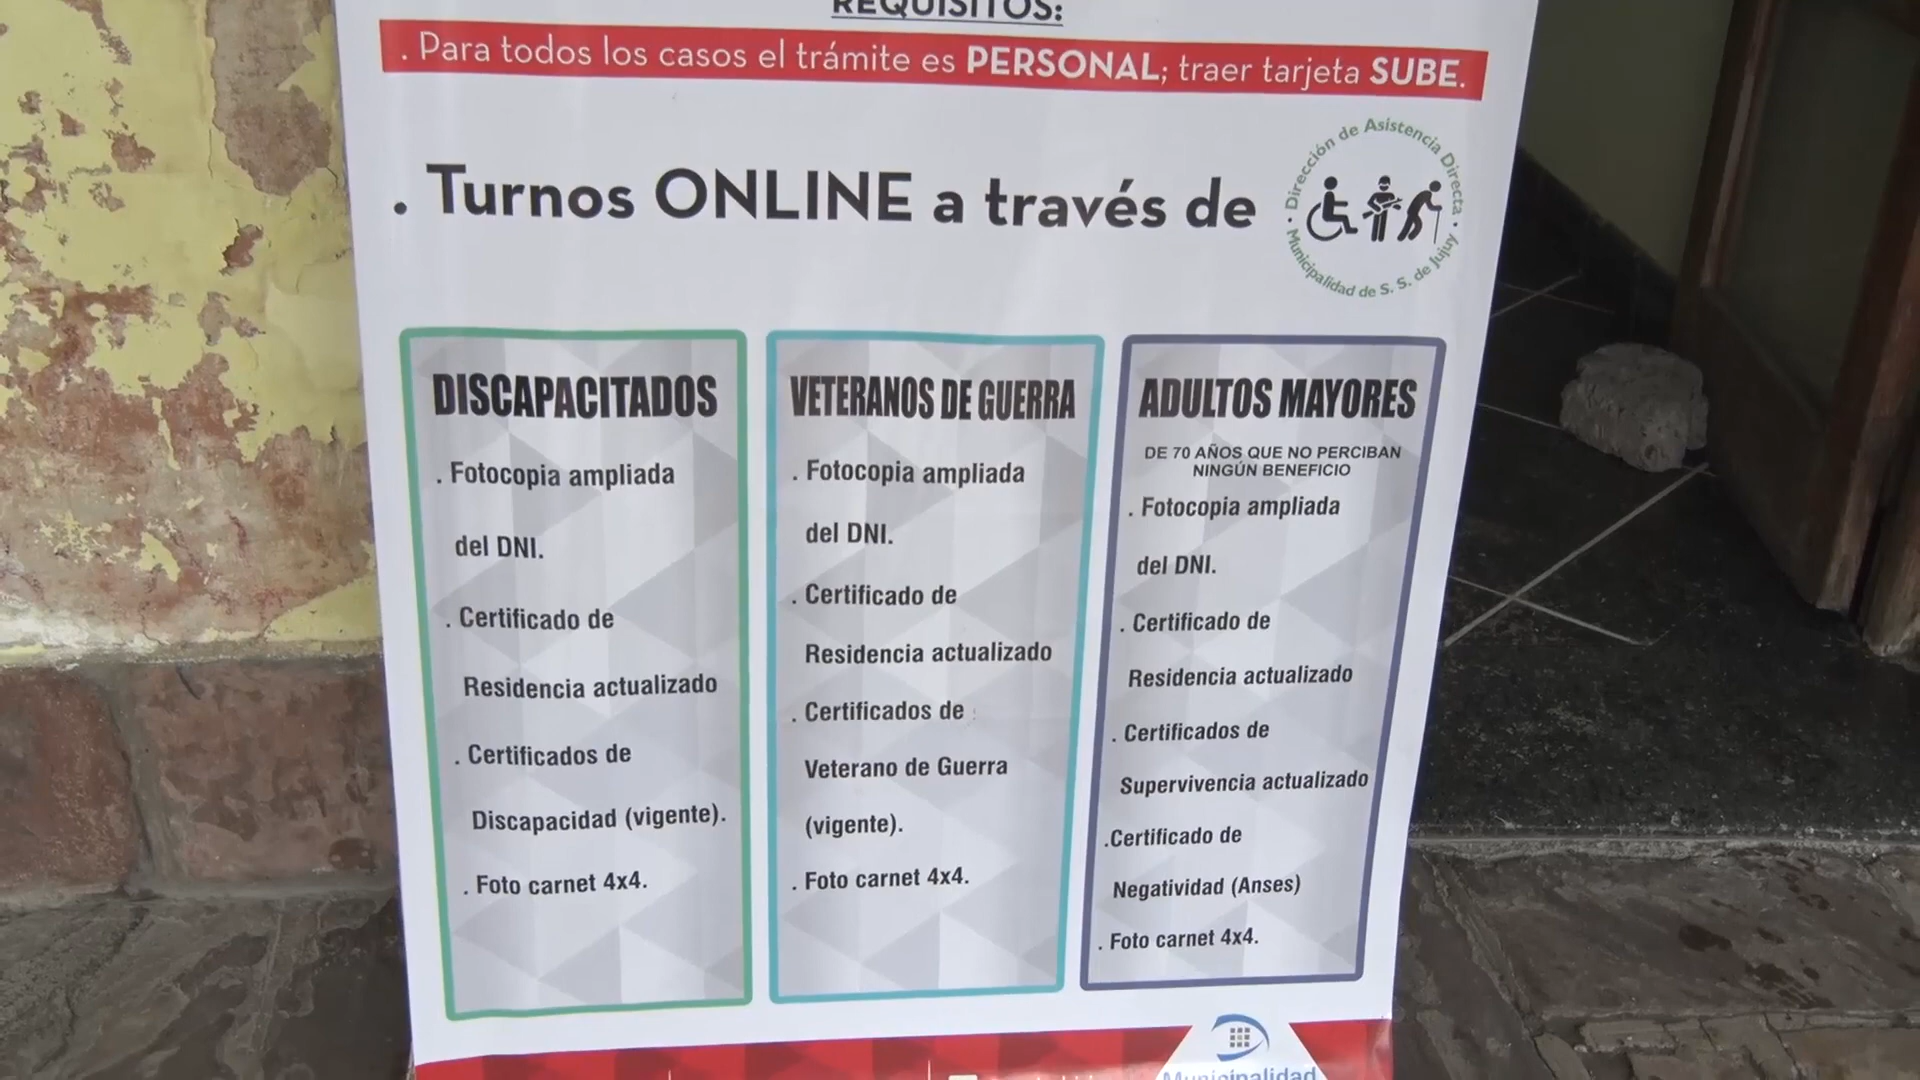 REQUISITOS:
. Para todos los casos el trámite es PERSONAL; traer tarjeta SUBE.
. Turnos ONLINE a través de
· Dirección de Asistencia Directa ·
Municipalidad de S. S. de Jujuy
DISCAPACITADOS
. Fotocopia ampliada
del DNI.
. Certificado de
Residencia actualizado
. Certificados de
Discapacidad (vigente).
. Foto carnet 4x4.
VETERANOS DE GUERRA
. Fotocopia ampliada
del DNI.
. Certificado de
Residencia actualizado
. Certificados de
Veterano de Guerra
(vigente).
. Foto carnet 4x4.
ADULTOS MAYORES
DE 70 AÑOS QUE NO PERCIBAN
NINGÚN BENEFICIO
. Fotocopia ampliada
del DNI.
. Certificado de
Residencia actualizado
. Certificados de
Supervivencia actualizado
.Certificado de
Negatividad (Anses)
. Foto carnet 4x4.
Municipalidad